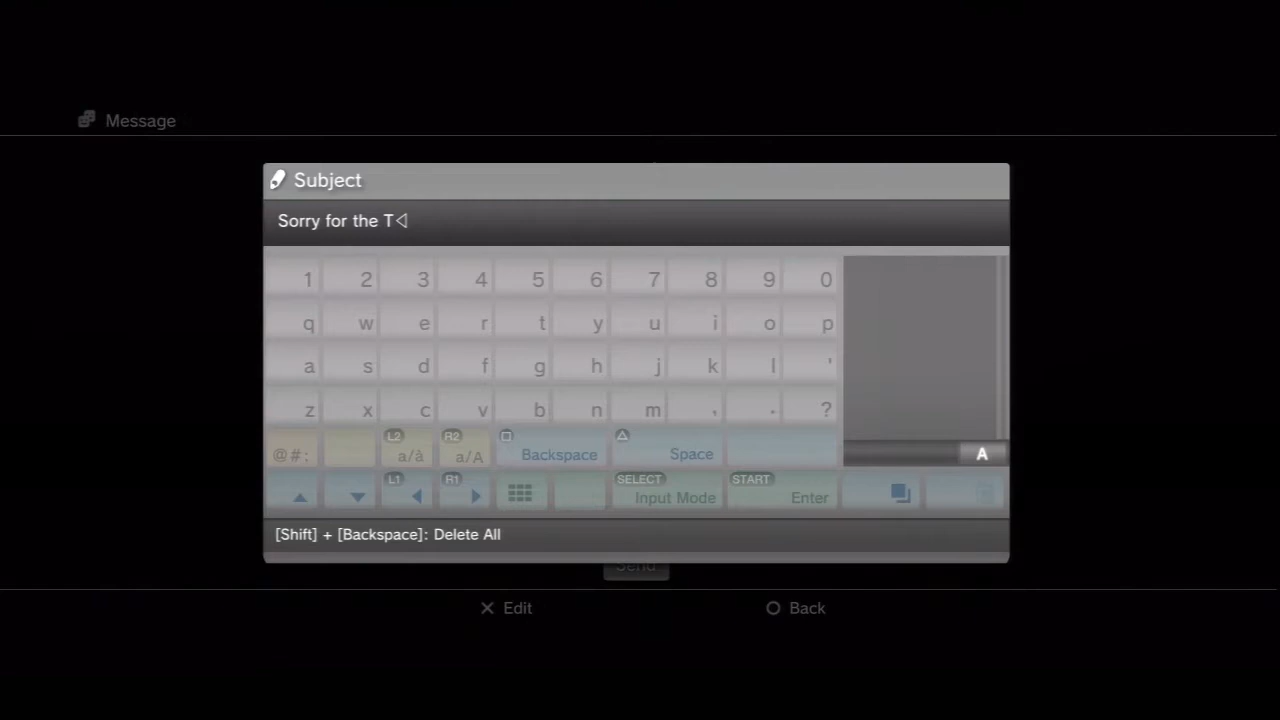 Message
Subject
Sorry for the T
1 2 3 4 5 6 7 8 9 0
q w e r t y u i o p
a s d f g h j k l '
z x c v b n m , . ?
@#: L2 a/à R2 a/A Backspace Space A
L1 R1 SELECT Input Mode START Enter
[Shift] + [Backspace]: Delete All
Send
Edit Back